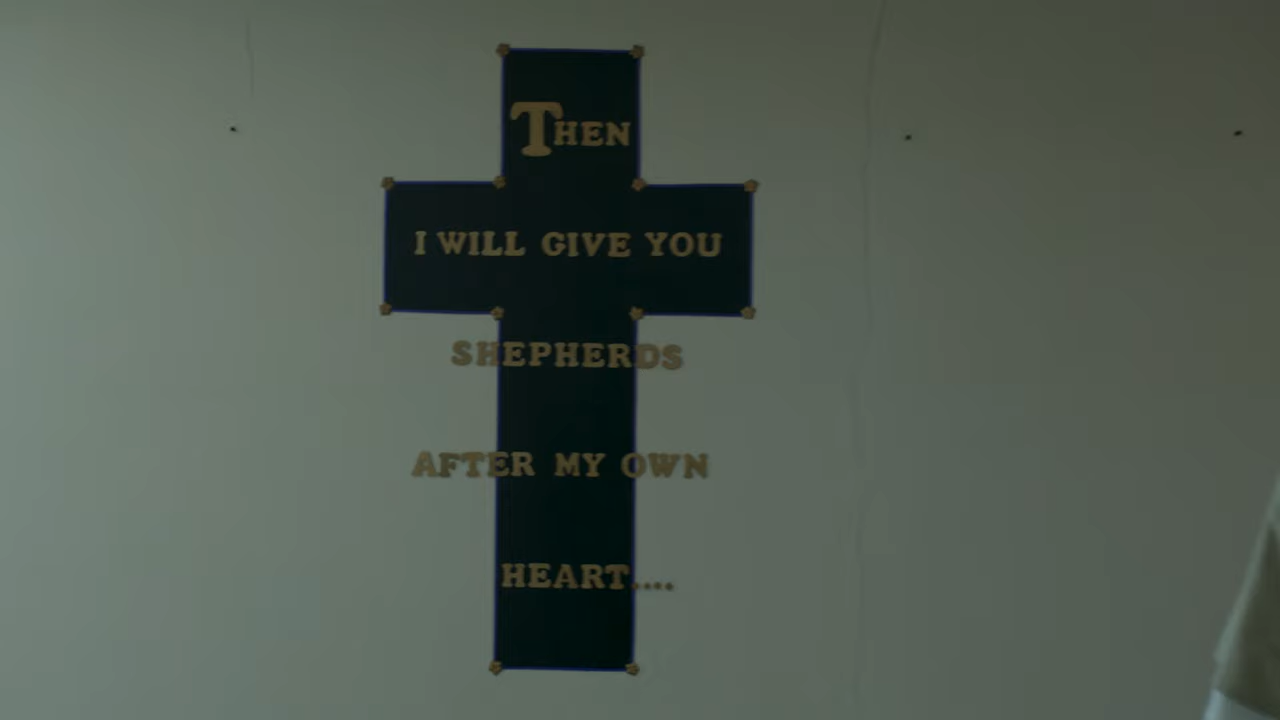 THEN
I WILL GIVE YOU
SHEPHERDS
AFTER MY OWN
HEART....